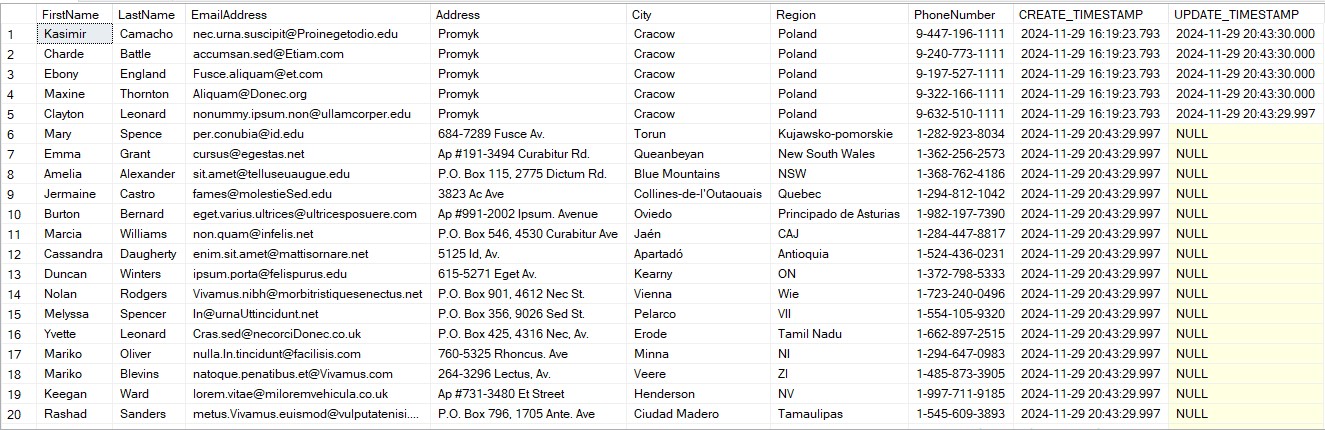 FirstName LastName EmailAddress Address City Region PhoneNumber CREATE_TIMESTAMP UPDATE_TIMESTAMP
1 Kasimir Camacho nec.urna.suscipit@Proinegetodio.edu Promyk Cracow Poland 9-447-196-1111 2024-11-29 16:19:23.793 2024-11-29 20:43:30.000
2 Charde Battle accumsan.sed@Etiam.com Promyk Cracow Poland 9-240-773-1111 2024-11-29 16:19:23.793 2024-11-29 20:43:30.000
3 Ebony England Fusce.aliquam@et.com Promyk Cracow Poland 9-197-527-1111 2024-11-29 16:19:23.793 2024-11-29 20:43:30.000
4 Maxine Thornton Aliquam@Donec.org Promyk Cracow Poland 9-322-166-1111 2024-11-29 16:19:23.793 2024-11-29 20:43:30.000
5 Clayton Leonard nonummy.ipsum.non@ullamcorper.edu Promyk Cracow Poland 9-632-510-1111 2024-11-29 16:19:23.793 2024-11-29 20:43:29.997
6 Mary Spence per.conubia@id.edu 684-7289 Fusce Av. Torun Kujawsko-pomorskie 1-282-923-8034 2024-11-29 20:43:29.997 NULL
7 Emma Grant cursus@egestas.net Ap #191-3494 Curabitur Rd. Queanbeyan New South Wales 1-362-256-2573 2024-11-29 20:43:29.997 NULL
8 Amelia Alexander sit.amet@telluseuaugue.edu P.O. Box 115, 2775 Dictum Rd. Blue Mountains NSW 1-368-762-4186 2024-11-29 20:43:29.997 NULL
9 Jermaine Castro fames@molestieSed.edu 3823 Ac Ave Collines-de-l'Outaouais Quebec 1-294-812-1042 2024-11-29 20:43:29.997 NULL
10 Burton Bernard eget.varius.ultrices@ultricesposuere.com Ap #991-2002 Ipsum. Avenue Oviedo Principado de Asturias 1-982-197-7390 2024-11-29 20:43:29.997 NULL
11 Marcia Williams non.quam@infelis.net P.O. Box 546, 4530 Curabitur Ave Jaén CAJ 1-284-447-8817 2024-11-29 20:43:29.997 NULL
12 Cassandra Daugherty enim.sit.amet@mattisornare.net 5125 Id, Av. Apartadó Antioquia 1-524-436-0231 2024-11-29 20:43:29.997 NULL
13 Duncan Winters ipsum.porta@felispurus.edu 615-5271 Eget Av. Kearny ON 1-372-798-5333 2024-11-29 20:43:29.997 NULL
14 Nolan Rodgers Vivamus.nibh@morbitristiquesenectus.net P.O. Box 901, 4612 Nec St. Vienna Wie 1-723-240-0496 2024-11-29 20:43:29.997 NULL
15 Melyssa Spencer In@urnaUttincidunt.net P.O. Box 356, 9026 Sed St. Pelarco VII 1-554-105-9320 2024-11-29 20:43:29.997 NULL
16 Yvette Leonard Cras.sed@necorciDonec.co.uk P.O. Box 425, 4316 Nec, Av. Erode Tamil Nadu 1-662-897-2515 2024-11-29 20:43:29.997 NULL
17 Mariko Oliver nulla.In.tincidunt@facilisis.com 760-5325 Rhoncus. Ave Minna NI 1-294-647-0983 2024-11-29 20:43:29.997 NULL
18 Mariko Blevins natoque.penatibus.et@Vivamus.com 264-3296 Lectus, Av. Veere ZI 1-485-873-3905 2024-11-29 20:43:29.997 NULL
19 Keegan Ward lorem.vitae@miloremvehicula.co.uk Ap #731-3480 Et Street Henderson NV 1-997-711-9185 2024-11-29 20:43:29.997 NULL
20 Rashad Sanders metus.Vivamus.euismod@vulputatenisi.... P.O. Box 796, 1705 Ante. Ave Ciudad Madero Tamaulipas 1-545-609-3893 2024-11-29 20:43:29.997 NULL